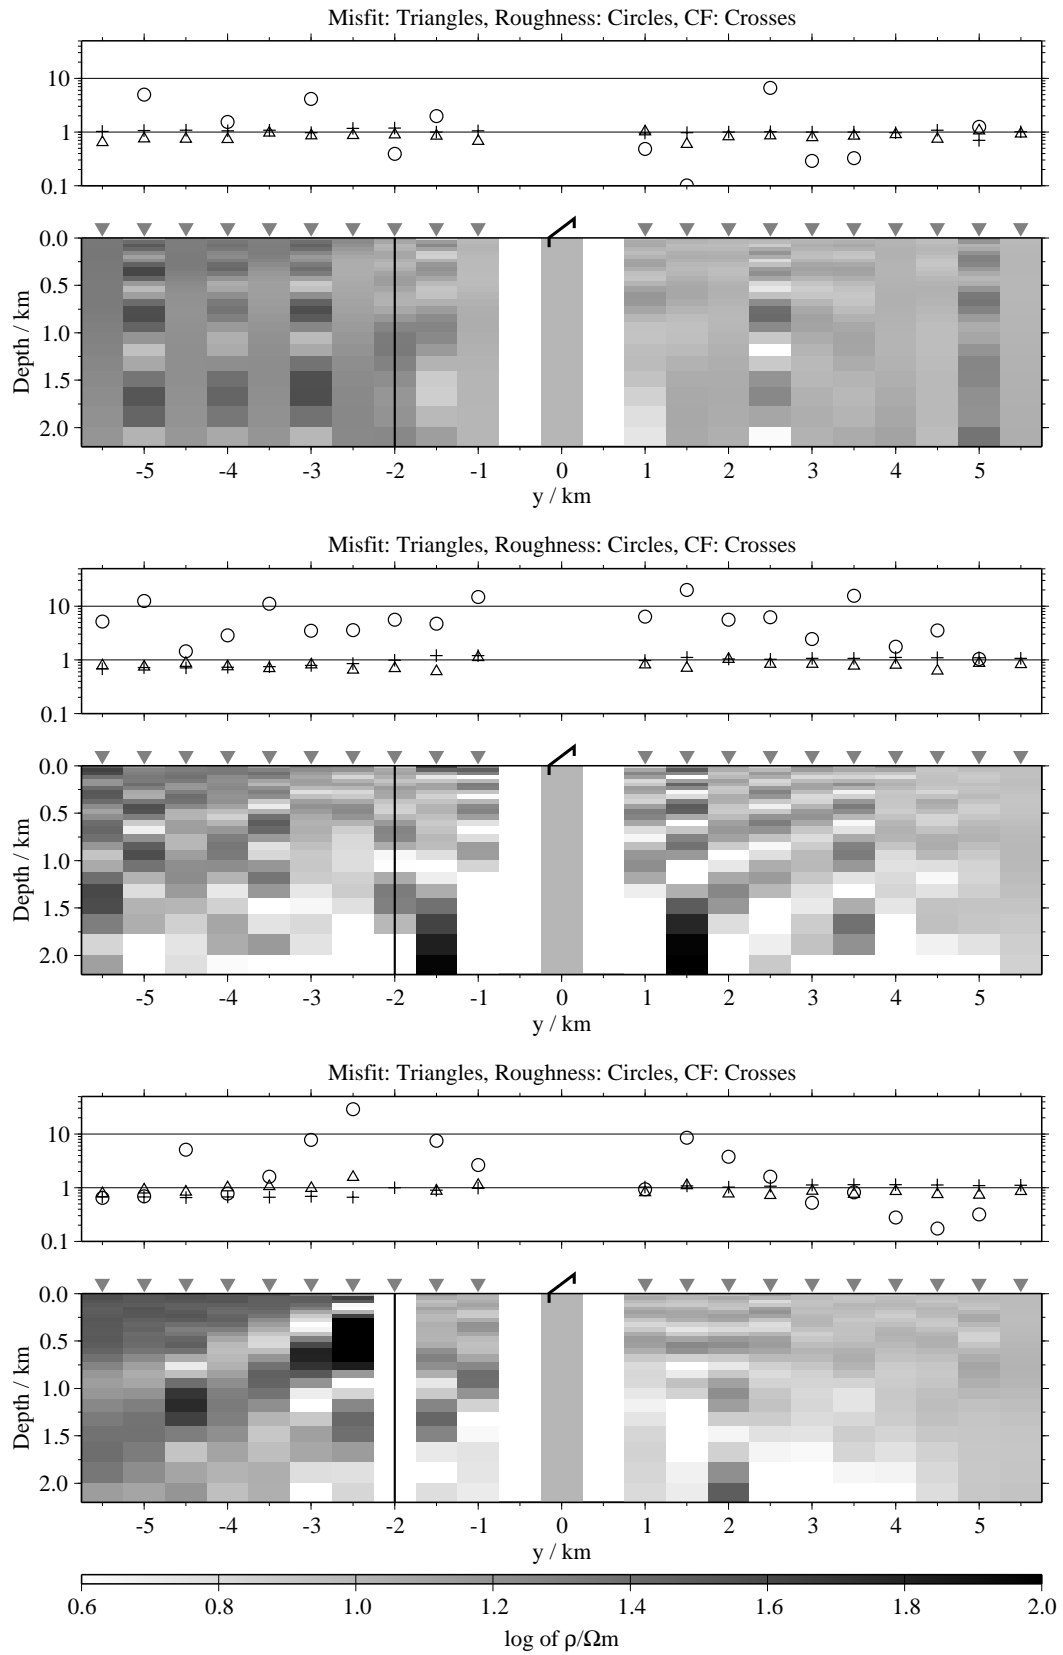 Misfit: Triangles, Roughness: Circles, CF: Crosses
10
1
0.1
0.0
0.5
1.0
1.5
2.0
Depth / km
-5 -4 -3 -2 -1 0 1 2 3 4 5
y / km
Misfit: Triangles, Roughness: Circles, CF: Crosses
10
1
0.1
0.0
0.5
1.0
1.5
2.0
Depth / km
-5 -4 -3 -2 -1 0 1 2 3 4 5
y / km
Misfit: Triangles, Roughness: Circles, CF: Crosses
10
1
0.1
0.0
0.5
1.0
1.5
2.0
Depth / km
-5 -4 -3 -2 -1 0 1 2 3 4 5
y / km
0.6 0.8 1.0 1.2 1.4 1.6 1.8 2.0
log of ρ/Ωm